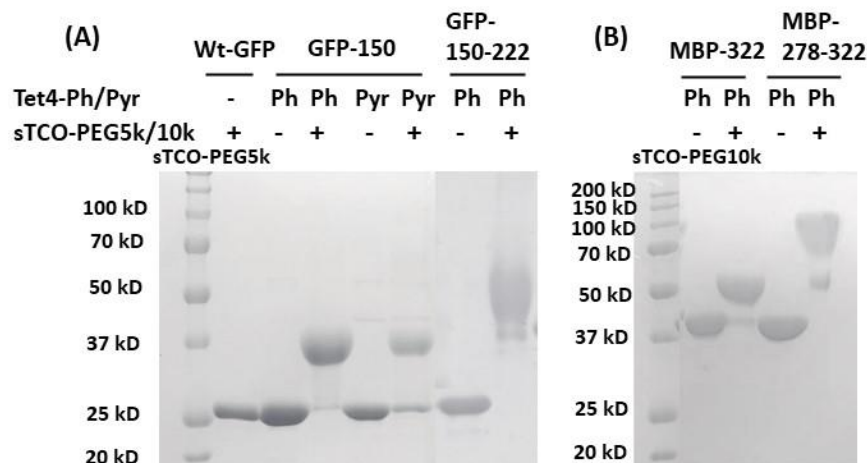 (A)
Wt-GFP GFP-150 GFP-150-222
Tet4-Ph/Pyr - Ph Ph Pyr Pyr Ph Ph
sTCO-PEG5k/10k + - + - + - +
sTCO-PEG5k
100 kD
70 kD
50 kD
37 kD
25 kD
20 kD
(B)
MBP-322 MBP-278-322
Ph Ph Ph Ph
- + - +
sTCO-PEG10k
200 kD
150 kD
100 kD
70 kD
50 kD
37 kD
25 kD
20 kD